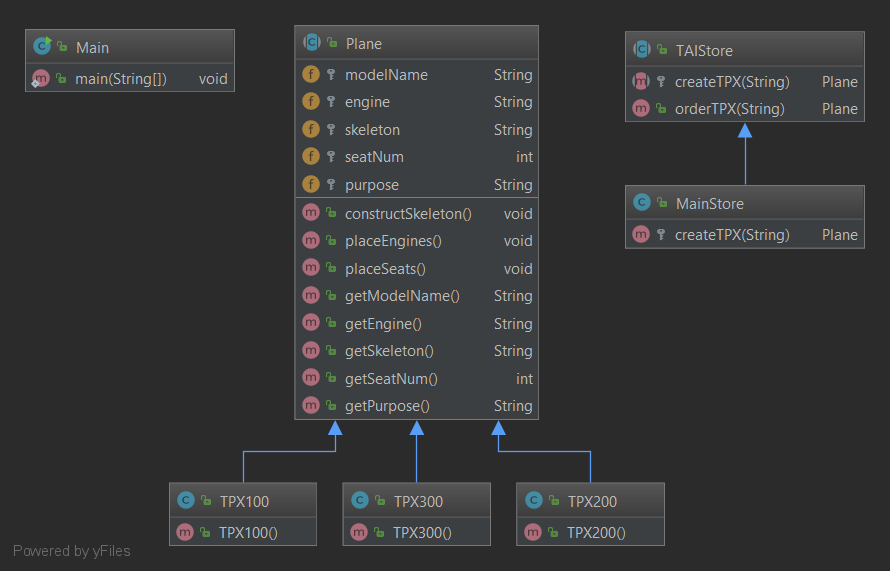 Main
main(String[]) void
Plane
modelName String
engine String
skeleton String
seatNum int
purpose String
constructSkeleton() void
placeEngines() void
placeSeats() void
getModelName() String
getEngine() String
getSkeleton() String
getSeatNum() int
getPurpose() String
TAIStore
createTPX(String) Plane
orderTPX(String) Plane
MainStore
createTPX(String) Plane
TPX100
TPX100()
TPX300
TPX300()
TPX200
TPX200()
Powered by yFiles